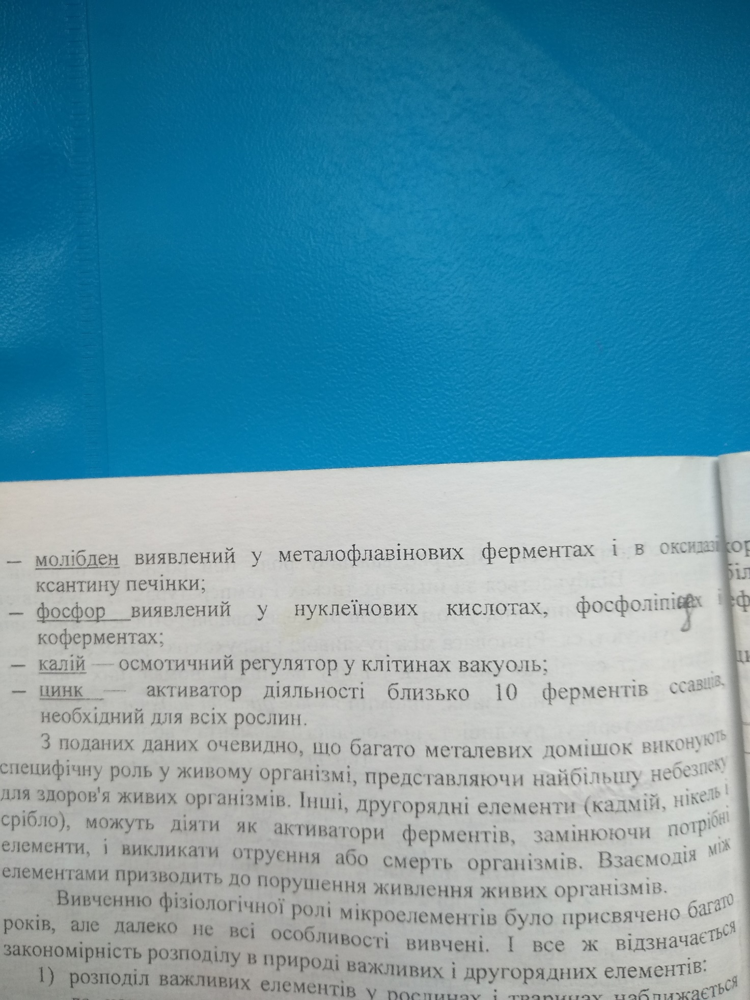 – молібден виявлений у металофлавінових ферментах і в оксидазі
ксантину печінки;
– фосфор виявлений у нуклеїнових кислотах, фосфоліпідах і
коферментах;
– калій — осмотичний регулятор у клітинах вакуоль;
– цинк — активатор діяльності близько 10 ферментів ссавців,
необхідний для всіх рослин.
З поданих даних очевидно, що багато металевих домішок виконують
специфічну роль у живому організмі, представляючи найбільшу небезпеку
для здоров'я живих організмів. Інші, другорядні елементи (кадмій, нікель і
срібло), можуть діяти як активатори ферментів, замінюючи потрібні
елементи, і викликати отруєння або смерть організмів. Взаємодія між
елементами призводить до порушення живлення живих організмів.
Вивченню фізіологічної ролі мікроелементів було присвячено багато
років, але далеко не всі особливості вивчені. І все ж відзначається
закономірність розподілу в природі важливих і другорядних елементів:
1) розподіл важливих елементів у рослинах і тваринах наближається